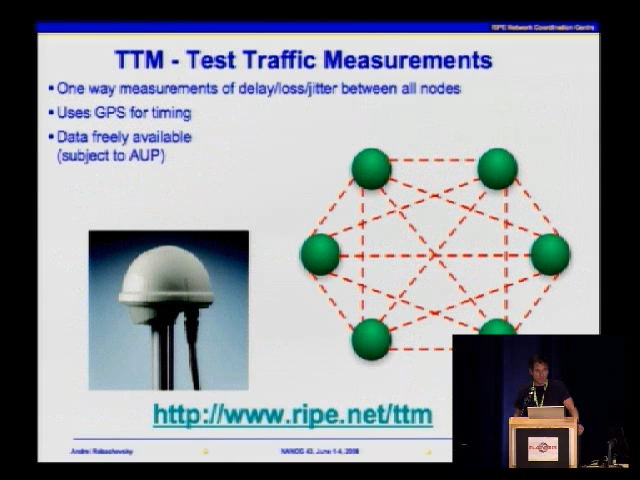 RIPE Network Coordination Centre
TTM - Test Traffic Measurements
▪ One way measurements of delay/loss/jitter between all nodes
▪ Uses GPS for timing
▪ Data freely available
(subject to AUP)
http://www.ripe.net/ttm
NANOG 43, June 1-4, 2008